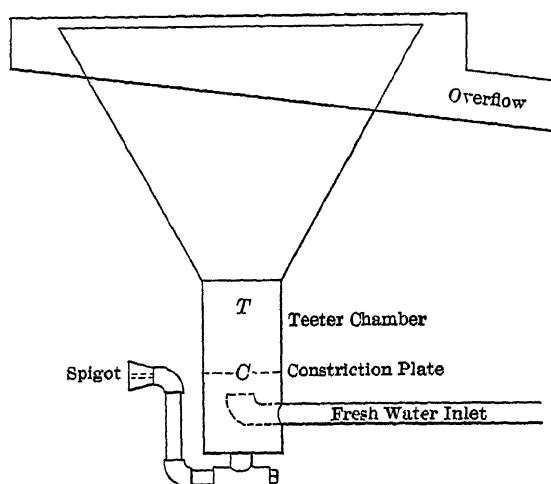 Overflow
T
Teeter Chamber
Spigot
C
Constriction Plate
Fresh Water Inlet